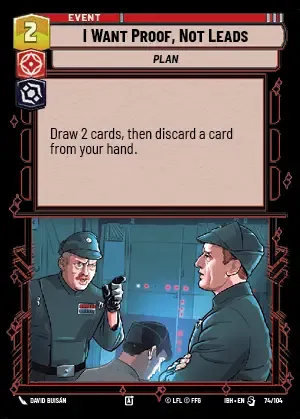 EVENT
2
I WANT PROOF, NOT LEADS
PLAN
Draw 2 cards, then discard a card
from your hand.
DAVID BUISÁN
© LFL © FFG
IBH • EN
74/104